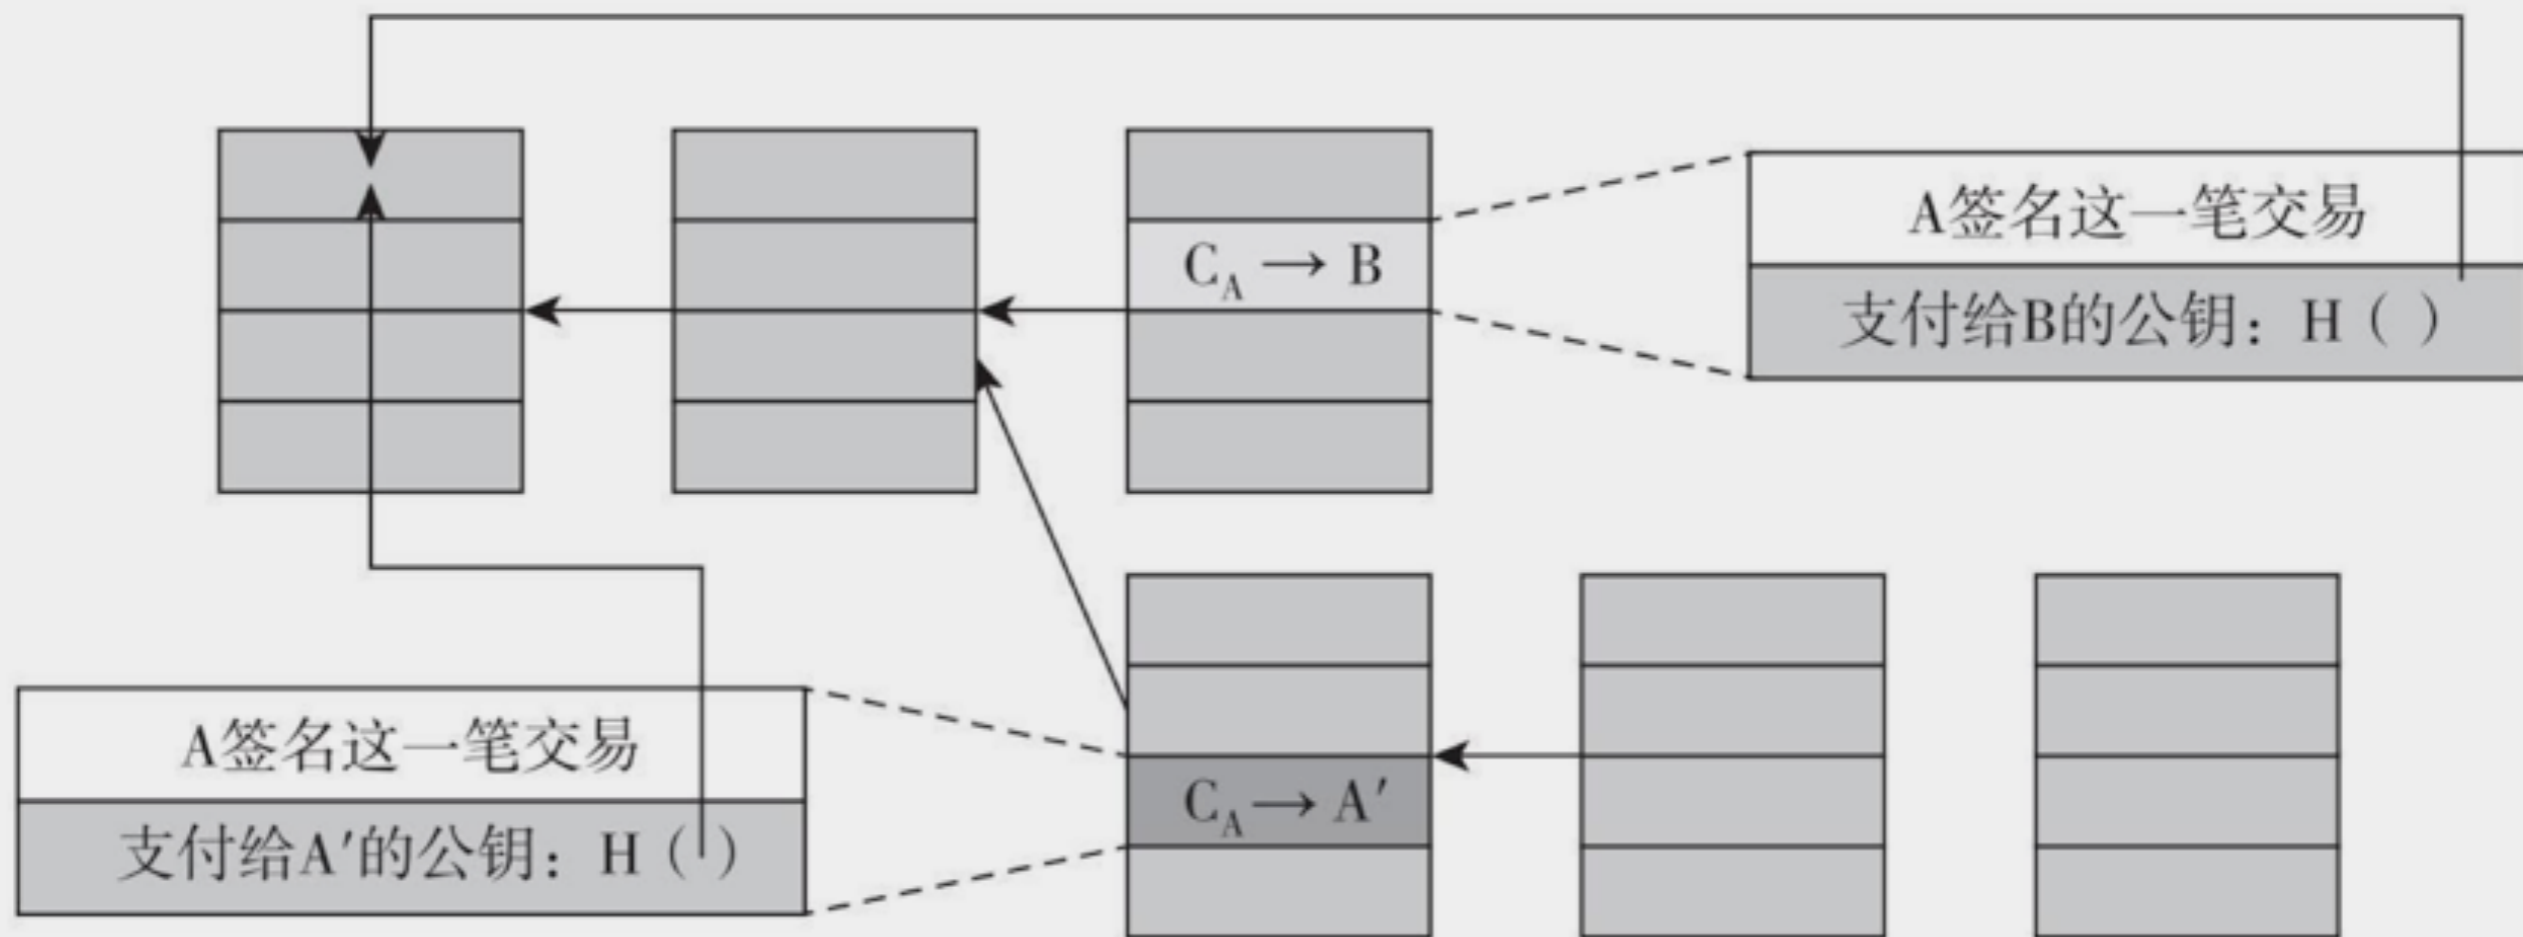 A签名这一笔交易
C_A → B
支付给B的公钥：H（ ）
A签名这一笔交易
C_A → A′
支付给A′的公钥：H（ ）